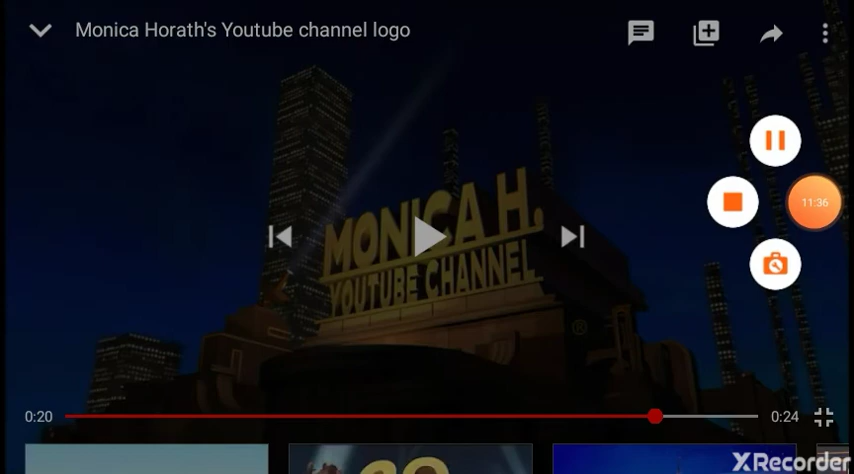 Monica Horath's Youtube channel logo
11:36
MONICA H.
YOUTUBE CHANNEL
®
0:20
0:24
XRecorder